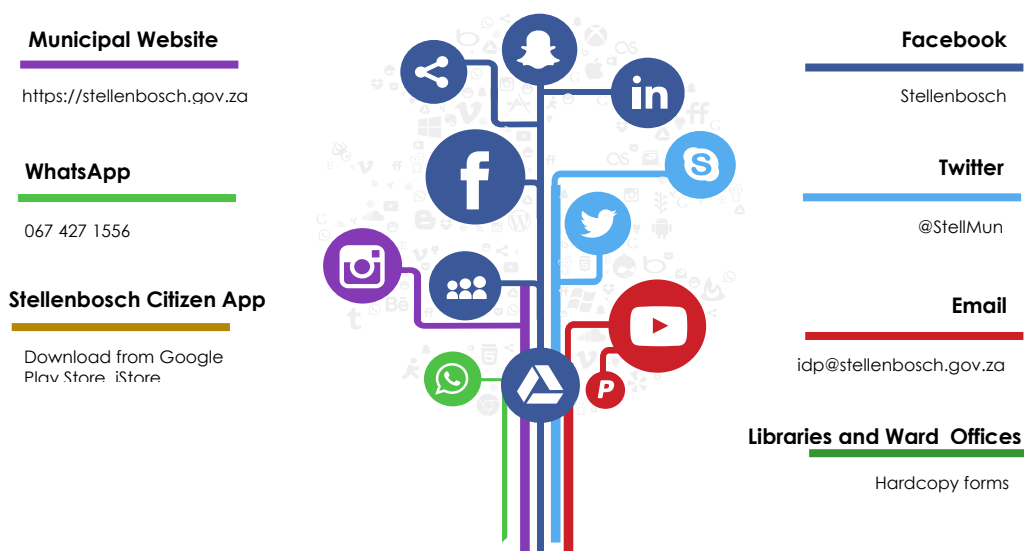 Municipal Website
https://stellenbosch.gov.za
WhatsApp
067 427 1556
Stellenbosch Citizen App
Download from Google
Play Store, iStore
Facebook
Stellenbosch
Twitter
@StellMun
Email
idp@stellenbosch.gov.za
Libraries and Ward Offices
Hardcopy forms